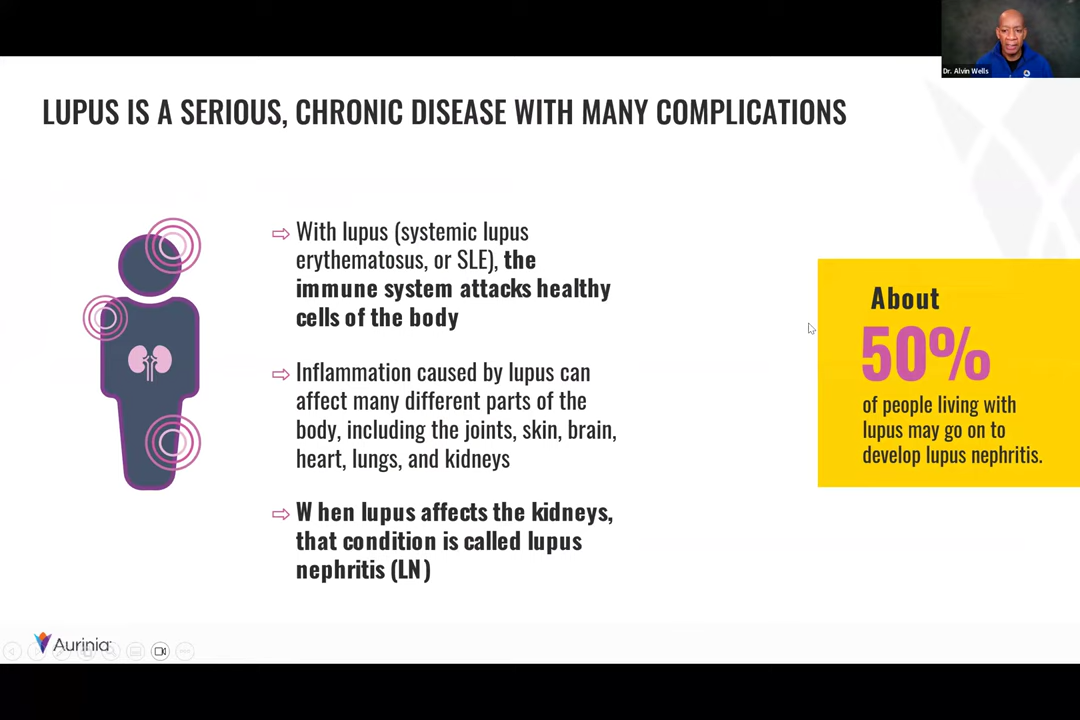 Dr. Alvin Wells
LUPUS IS A SERIOUS, CHRONIC DISEASE WITH MANY COMPLICATIONS
With lupus (systemic lupus
erythematosus, or SLE), the
immune system attacks healthy
cells of the body
Inflammation caused by lupus can
affect many different parts of the
body, including the joints, skin, brain,
heart, lungs, and kidneys
W hen lupus affects the kidneys,
that condition is called lupus
nephritis (LN)
About
50%
of people living with
lupus may go on to
develop lupus nephritis.
Aurinia